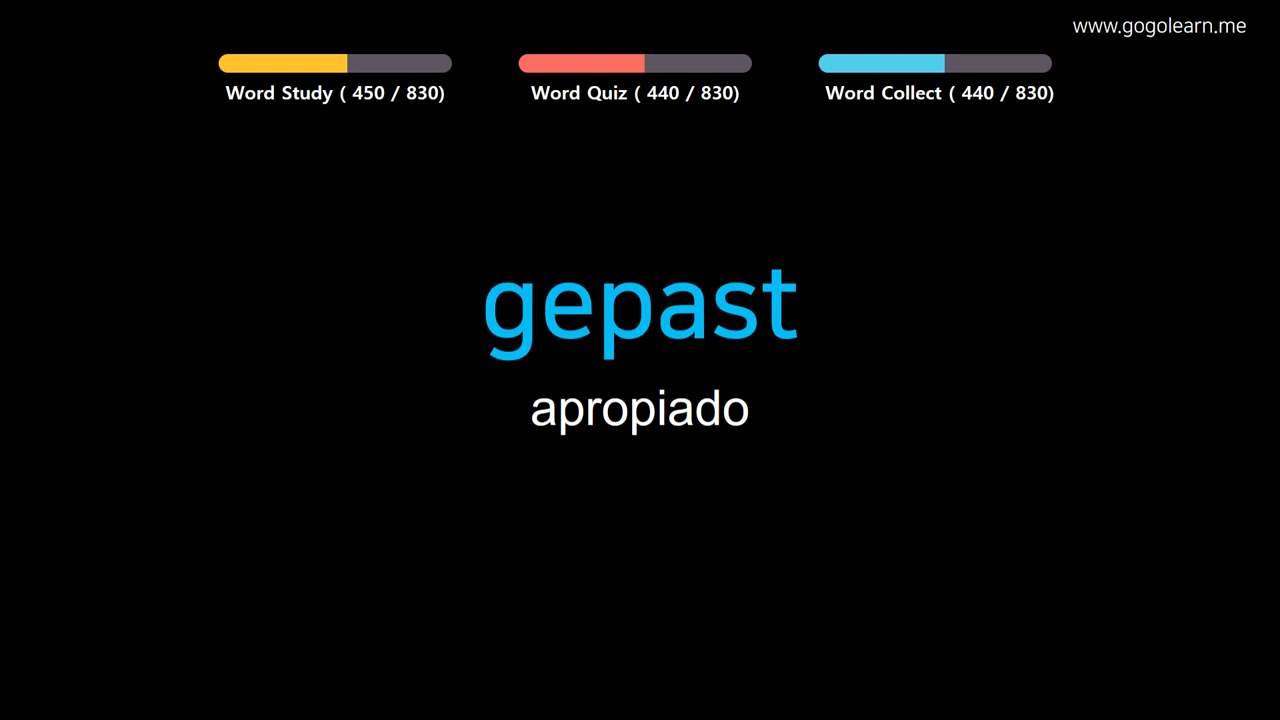 www.gogolearn.me
Word Study ( 450 / 830)
Word Quiz ( 440 / 830)
Word Collect ( 440 / 830)
gepast
apropiado